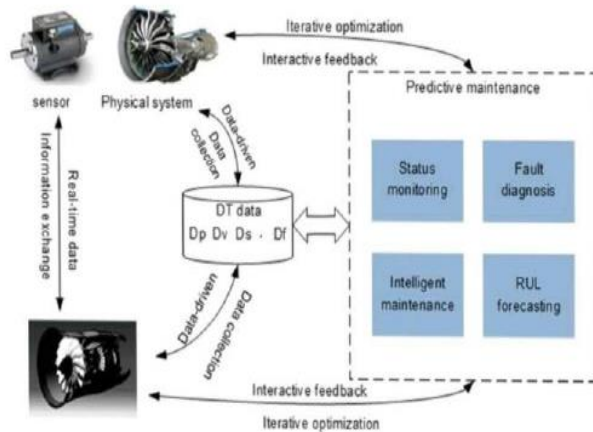 Iterative optimization
Interactive feedback
sensor
Physical system
Predictive maintenance
Data-driven
Data
collection
Status
monitoring
Fault
diagnosis
Real-time data
Information exchange
DT data
Dp Dv Ds . Df
Intelligent
maintenance
RUL
forecasting
Data-driven
Data collection
Interactive feedback
Iterative optimization